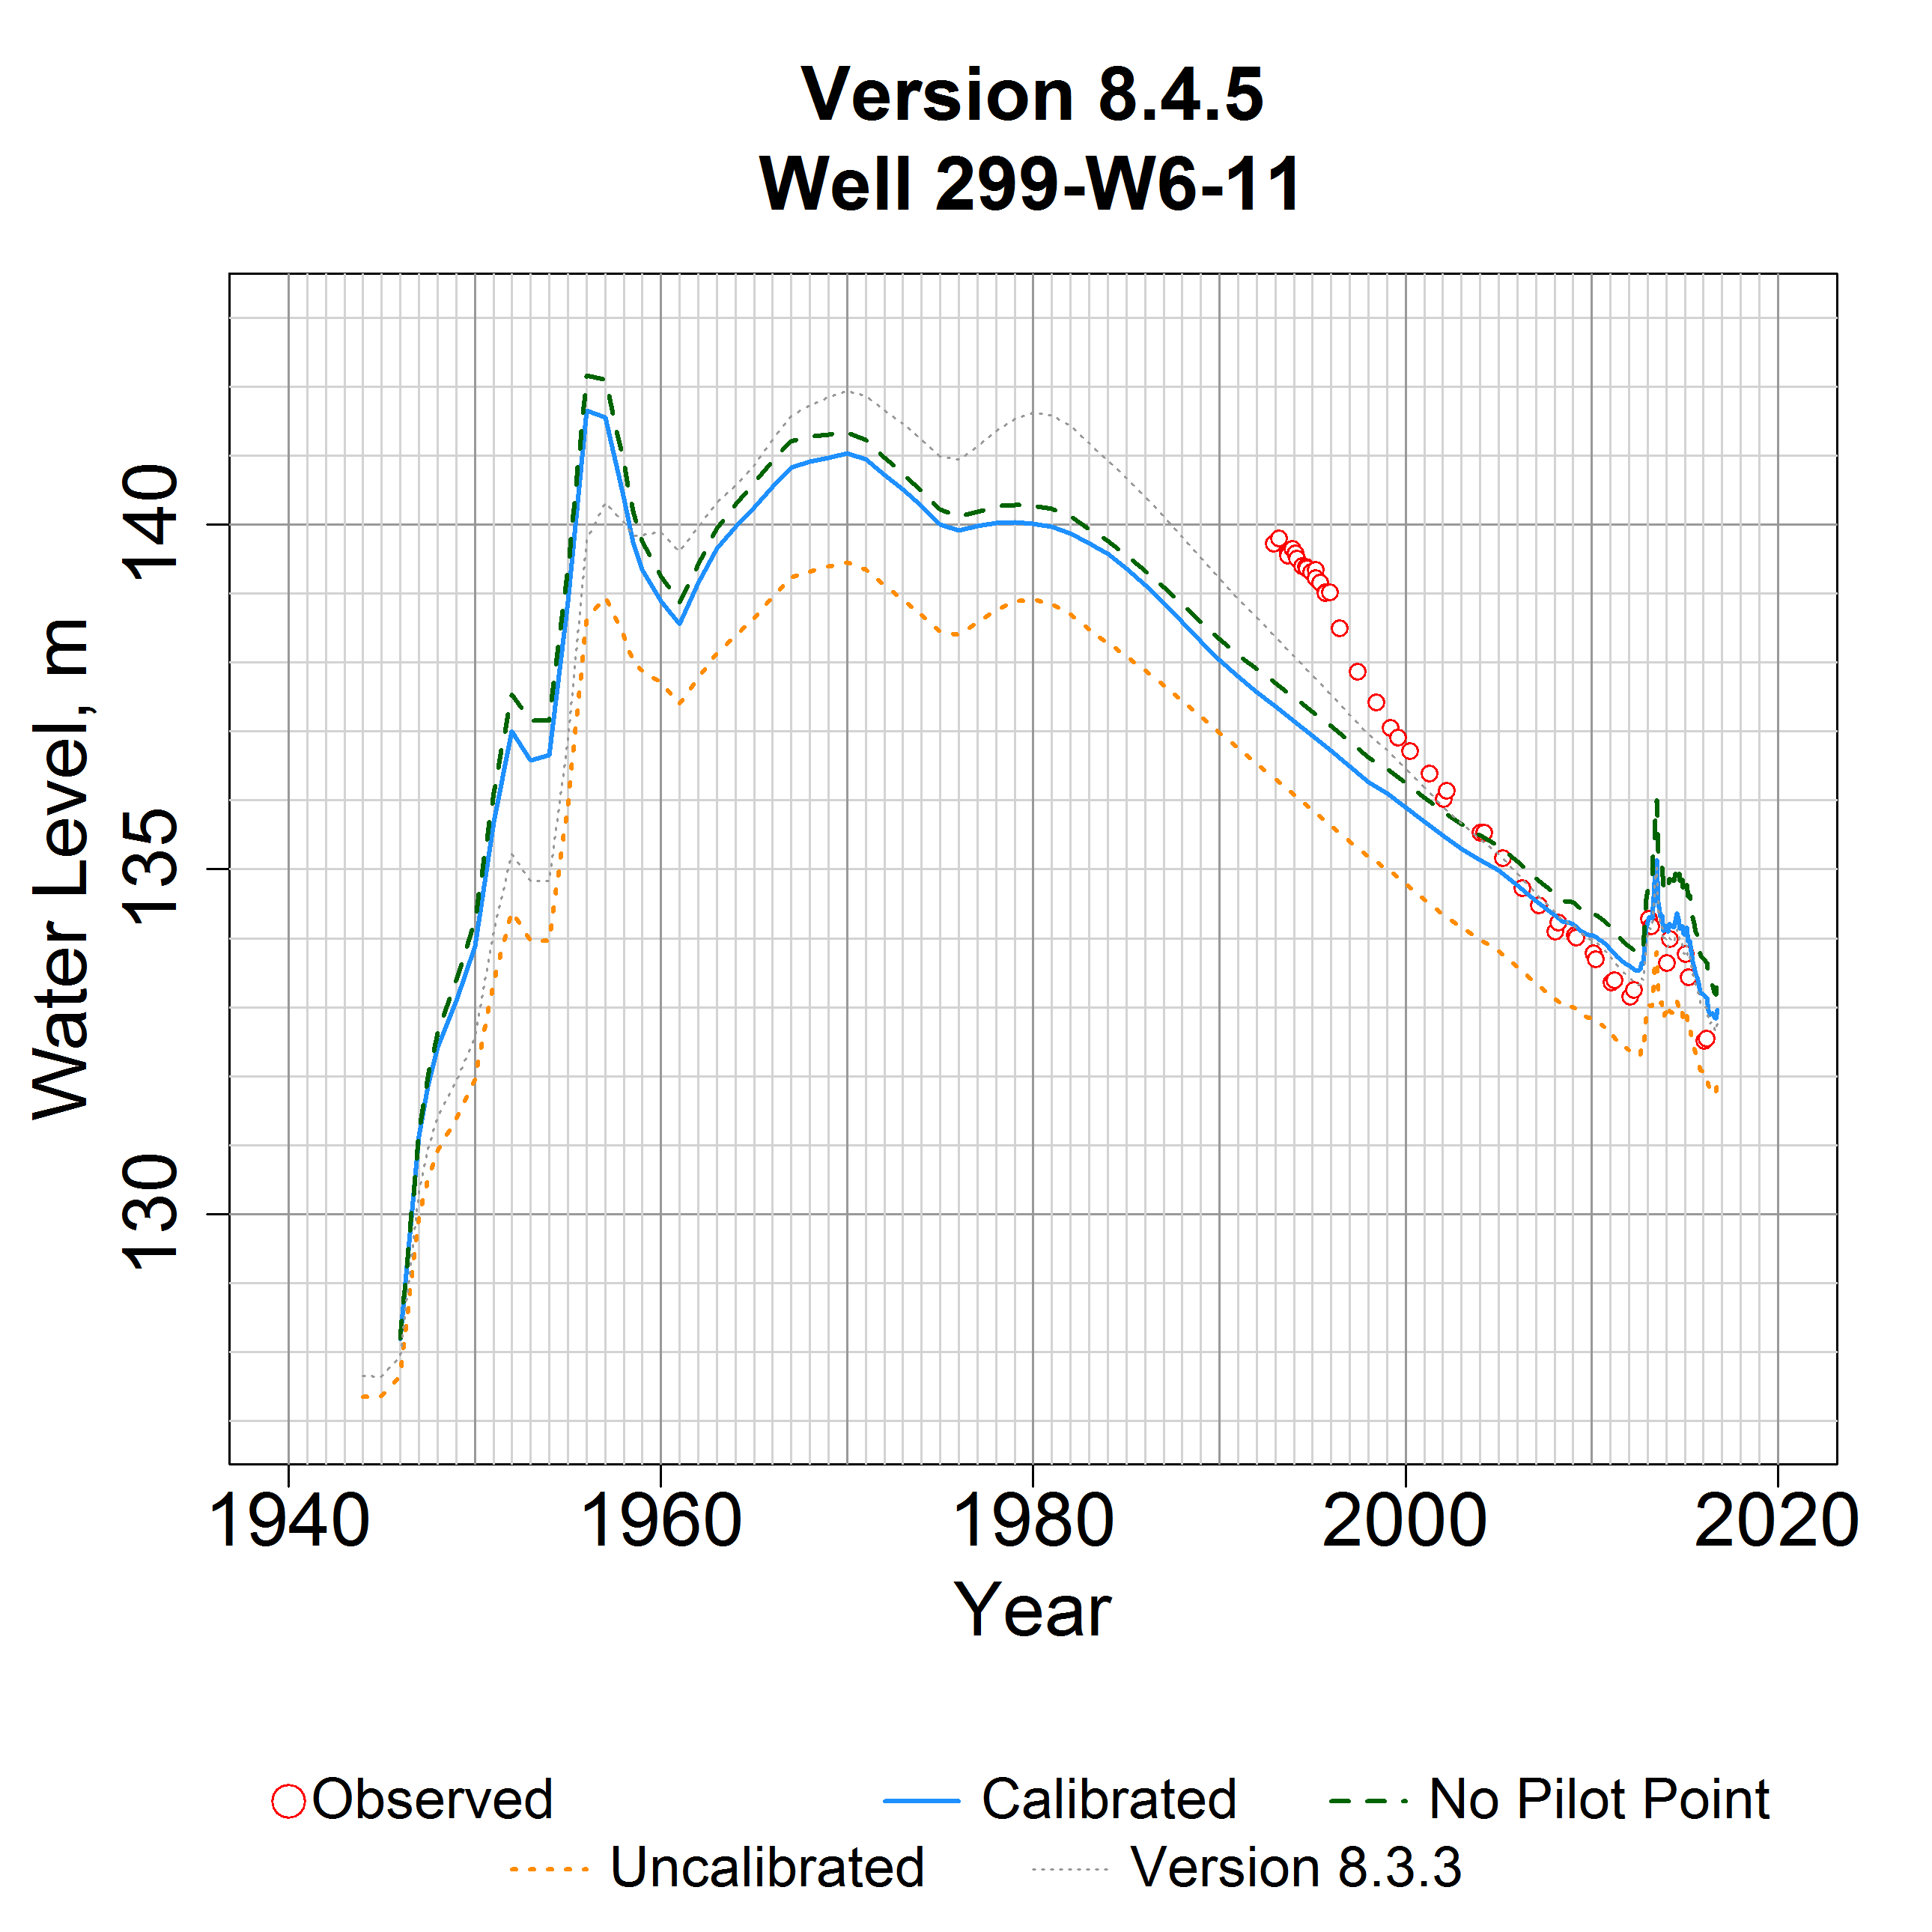 Version 8.4.5
Well 299-W6-11
Water Level, m
140
135
130
1940 1960 1980 2000 2020
Year
Observed Calibrated No Pilot Point
Uncalibrated Version 8.3.3